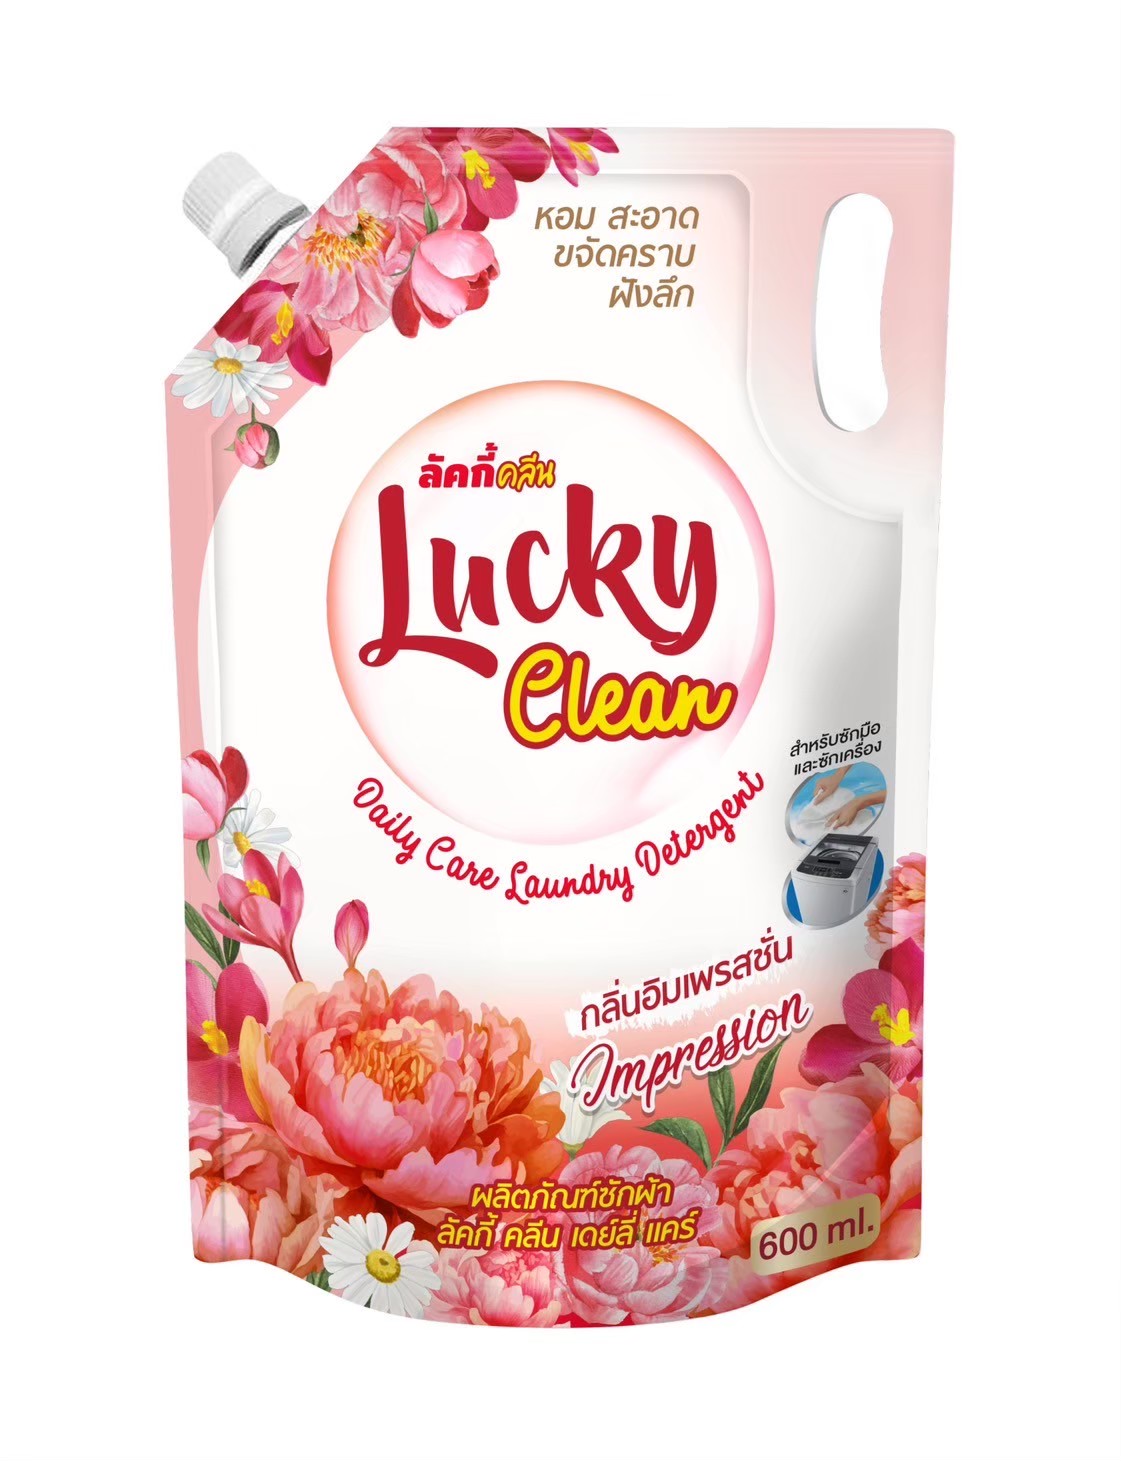 หอม สะอาด
ขจัดคราบ
ฝังลึก
ลัคกี้คลีน
Lucky
Clean
Daily Care Laundry Detergent
สำหรับซักมือ
และซักเครื่อง
กลิ่นอิมเพรสชั่น
Impression
ผลิตภัณฑ์ซักผ้า
ลัคกี้ คลีน เดย์ลี่ แคร์
600 ml.